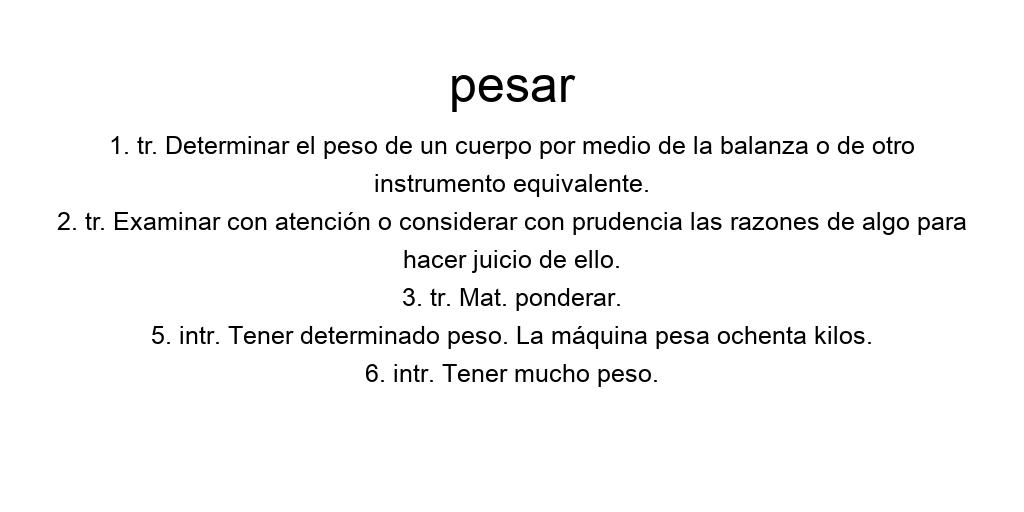 pesar
1. tr. Determinar el peso de un cuerpo por medio de la balanza o de otro
instrumento equivalente.
2. tr. Examinar con atención o considerar con prudencia las razones de algo para
hacer juicio de ello.
3. tr. Mat. ponderar.
5. intr. Tener determinado peso. La máquina pesa ochenta kilos.
6. intr. Tener mucho peso.